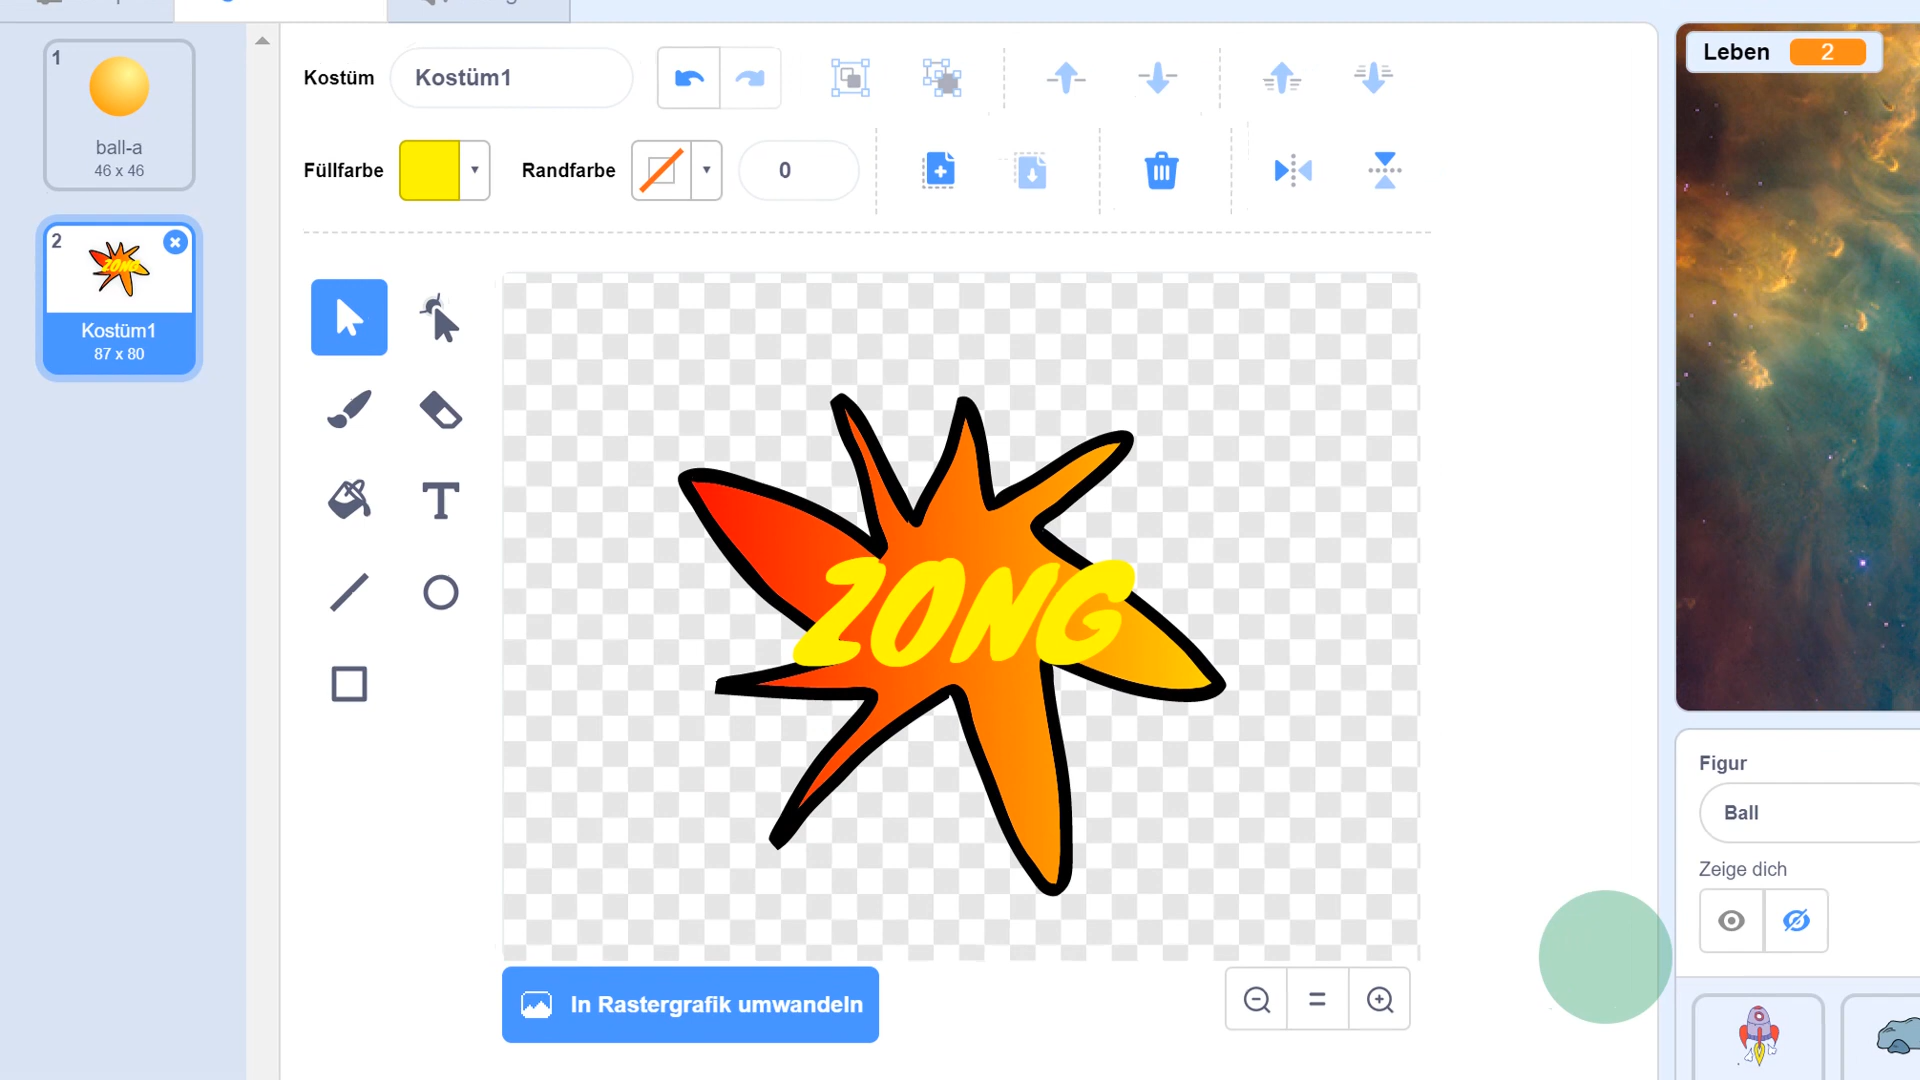 1
ball-a
46 x 46
2
ZONG
Kostüm1
87 x 80
Kostüm
Kostüm1
Füllfarbe
Randfarbe
0
T
ZONG
In Rastergrafik umwandeln
Leben
2
Figur
Ball
Zeige dich